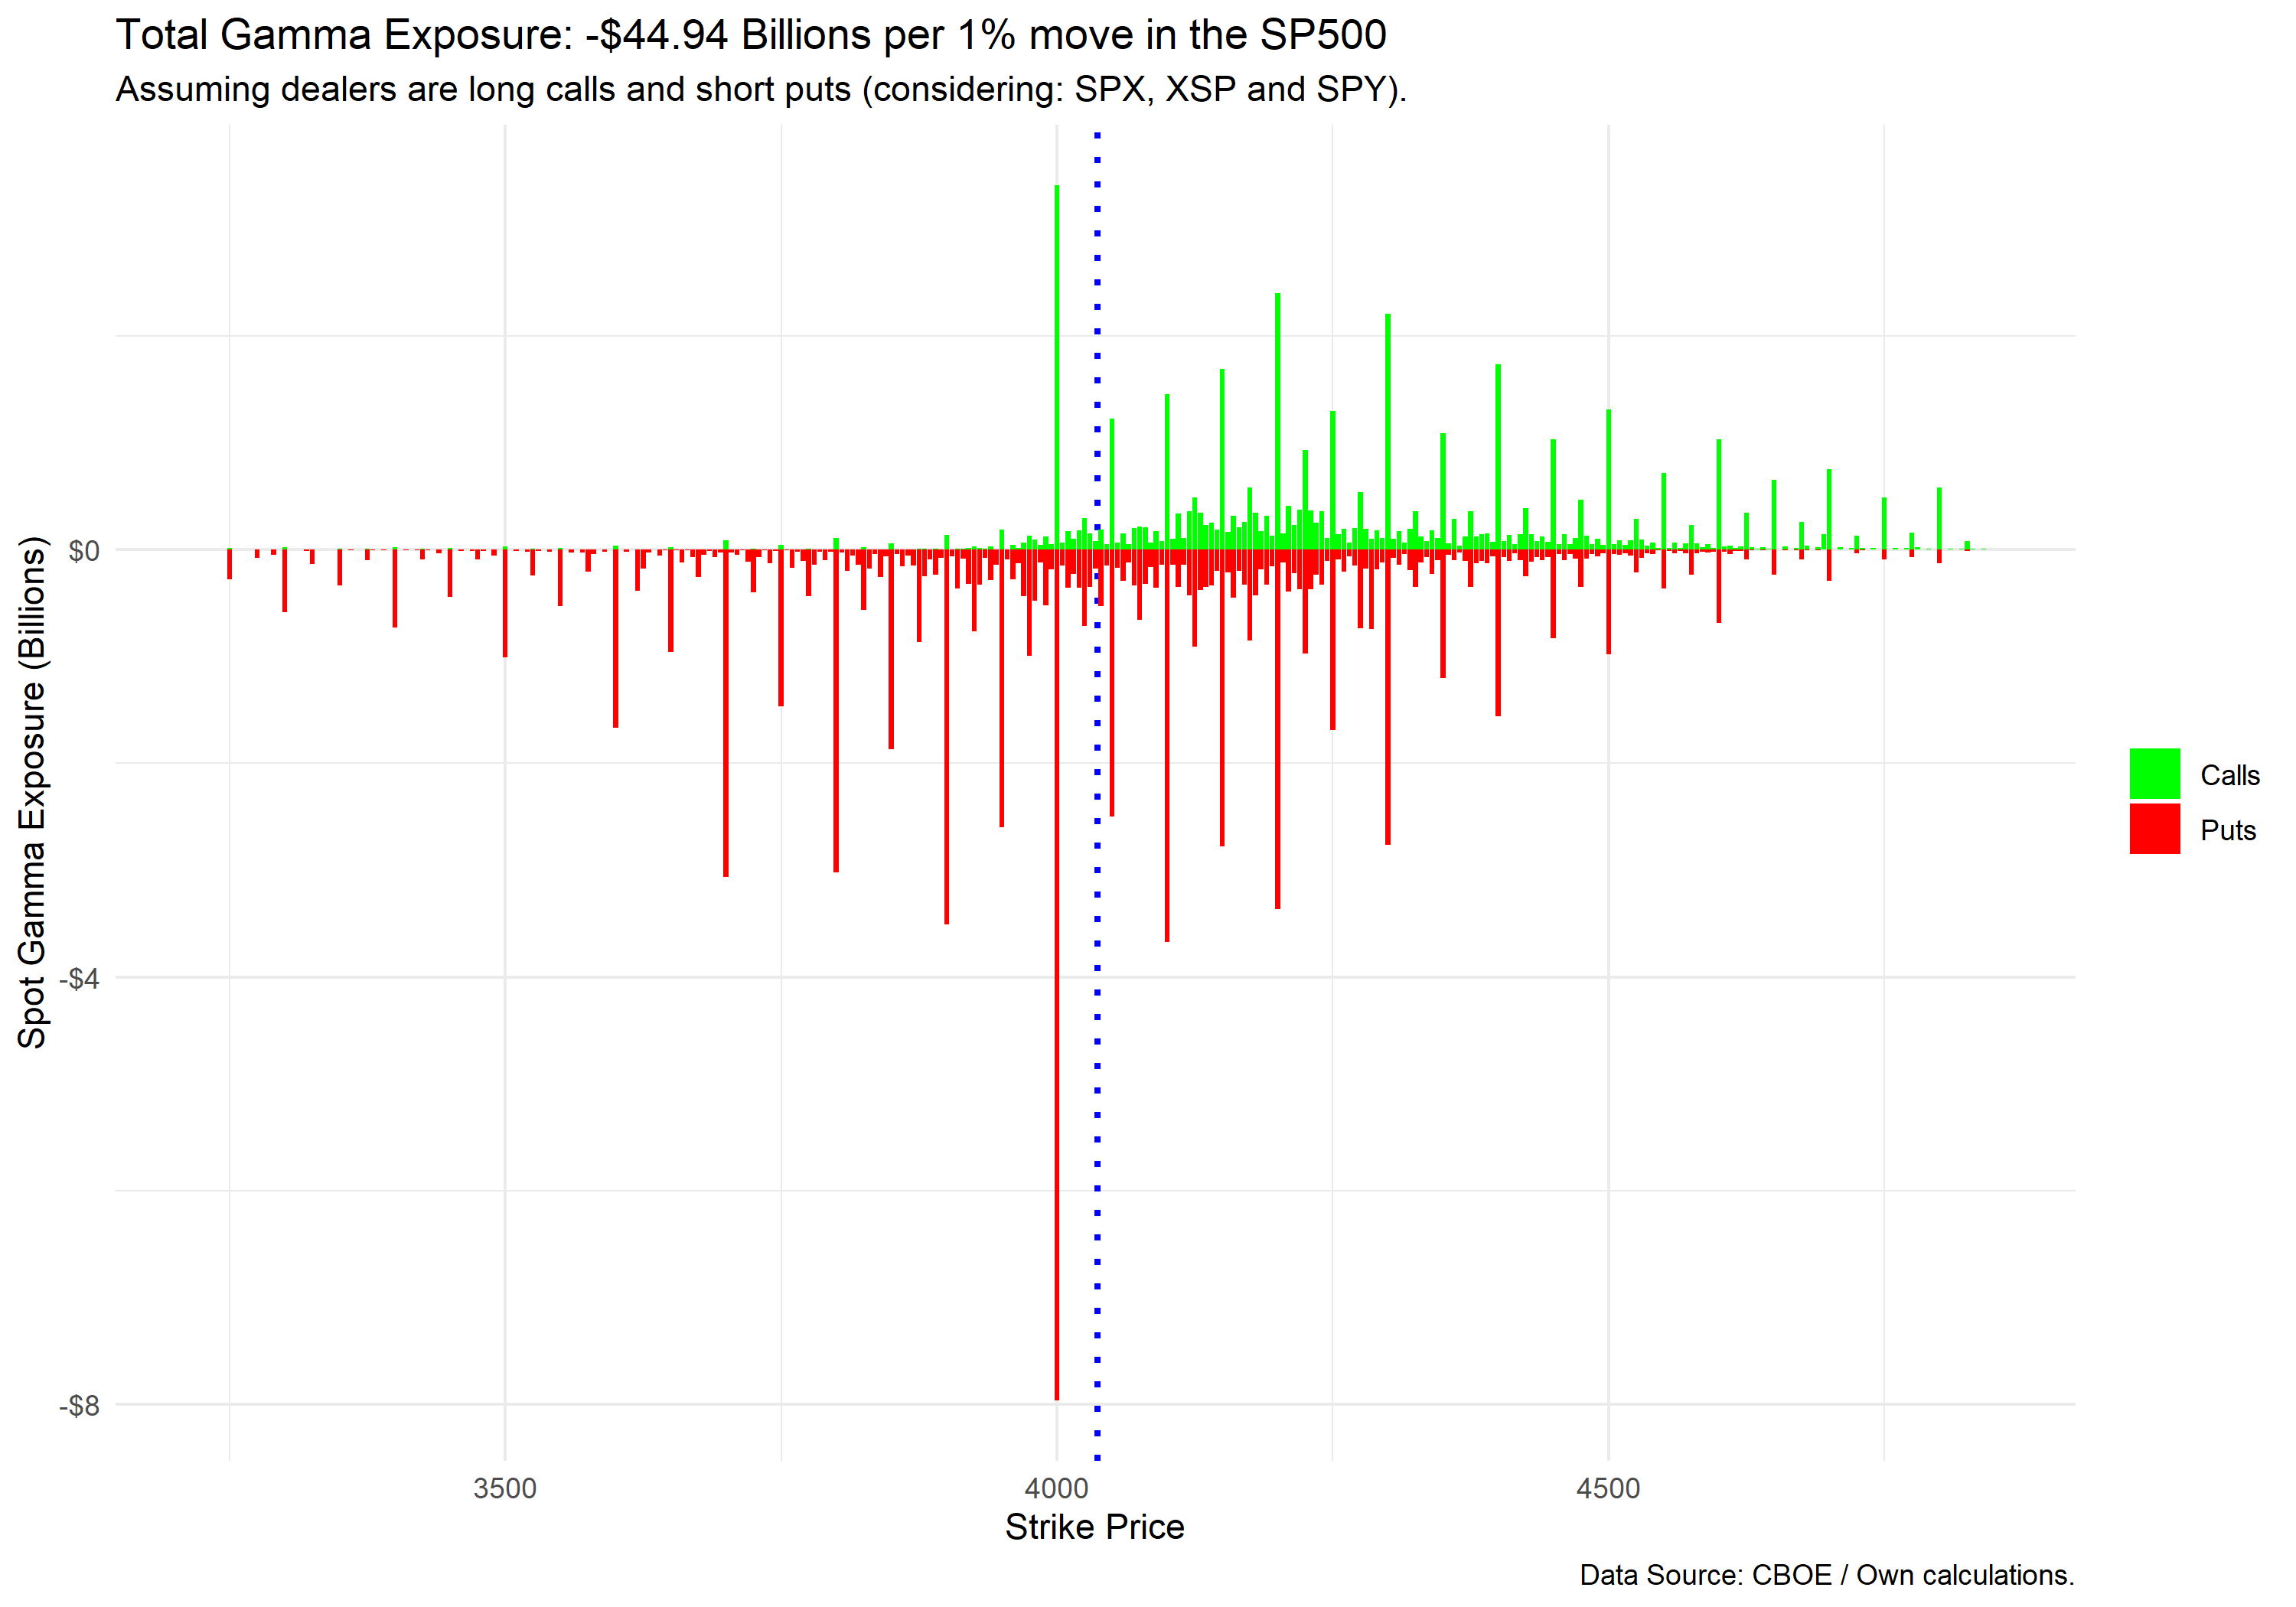 Total Gamma Exposure: -$44.94 Billions per 1% move in the SP500
Assuming dealers are long calls and short puts (considering: SPX, XSP and SPY).
Spot Gamma Exposure (Billions)
$0
-$4
-$8
Calls
Puts
3500
4000
4500
Strike Price
Data Source: CBOE / Own calculations.